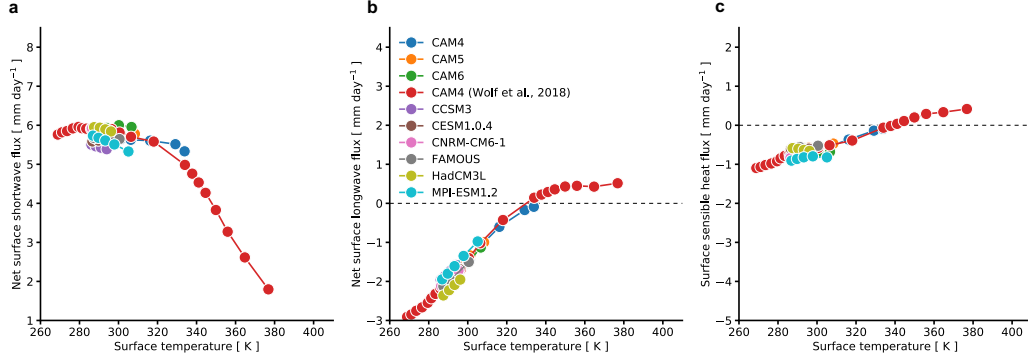 a
Net surface shortwave flux [ mm day⁻¹ ]
8
7
6
5
4
3
2
1
260 280 300 320 340 360 380 400
Surface temperature [ K ]
b
Net surface longwave flux [ mm day⁻¹ ]
4
3
2
1
0
−1
−2
−3
CAM4
CAM5
CAM6
CAM4 (Wolf et al., 2018)
CCSM3
CESM1.0.4
CNRM-CM6-1
FAMOUS
HadCM3L
MPI-ESM1.2
260 280 300 320 340 360 380 400
Surface temperature [ K ]
c
Surface sensible heat flux [ mm day⁻¹ ]
2
1
0
−1
−2
−3
−4
−5
260 280 300 320 340 360 380 400
Surface temperature [ K ]